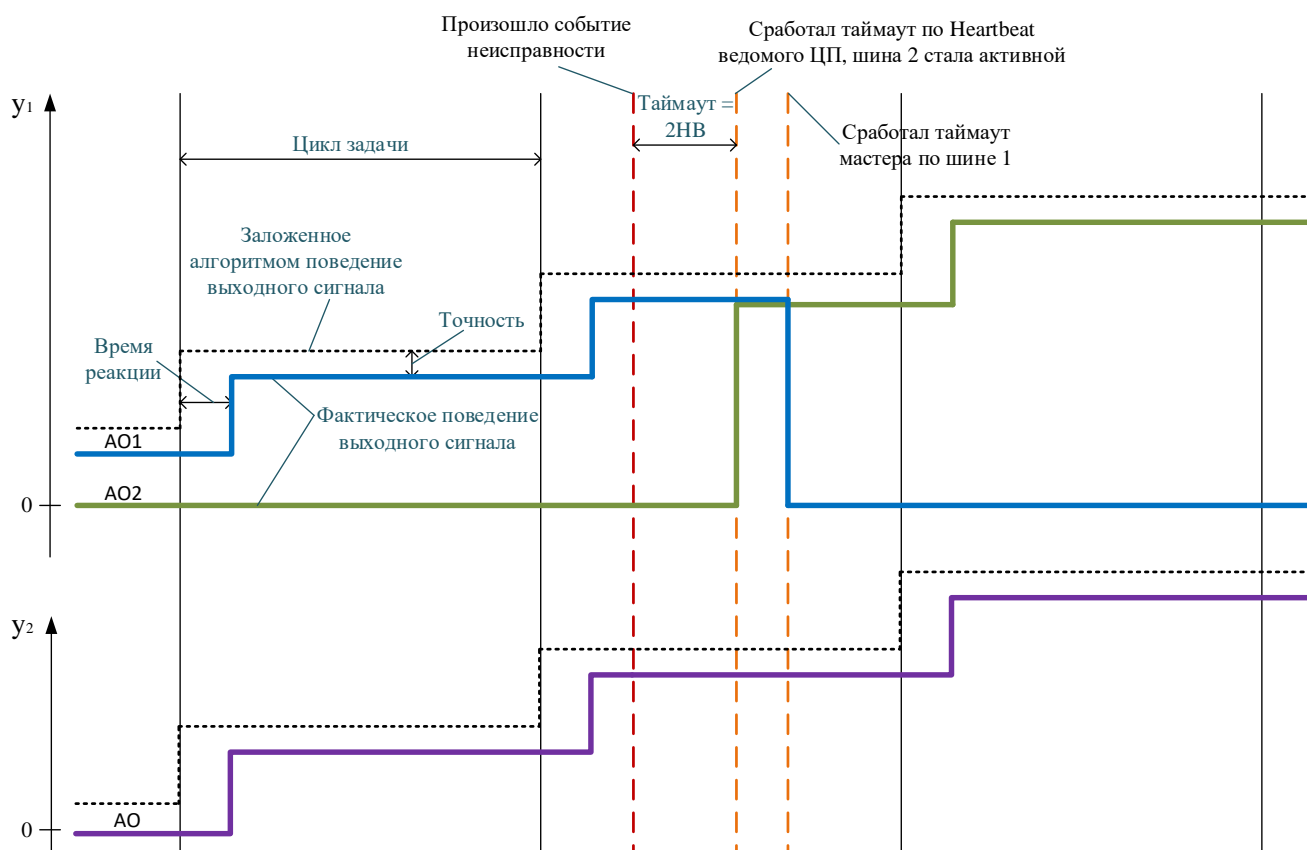 Произошло событие
неисправности
Сработал таймаут по Heartbeat
ведомого ЦП, шина 2 стала активной
y1
Таймаут =
2HB
Сработал таймаут
мастера по шине 1
Цикл задачи
Заложенное
алгоритмом поведение
выходного сигнала
Точность
Время
реакции
Фактическое поведение
выходного сигнала
AO1
AO2
0
y2
AO
0